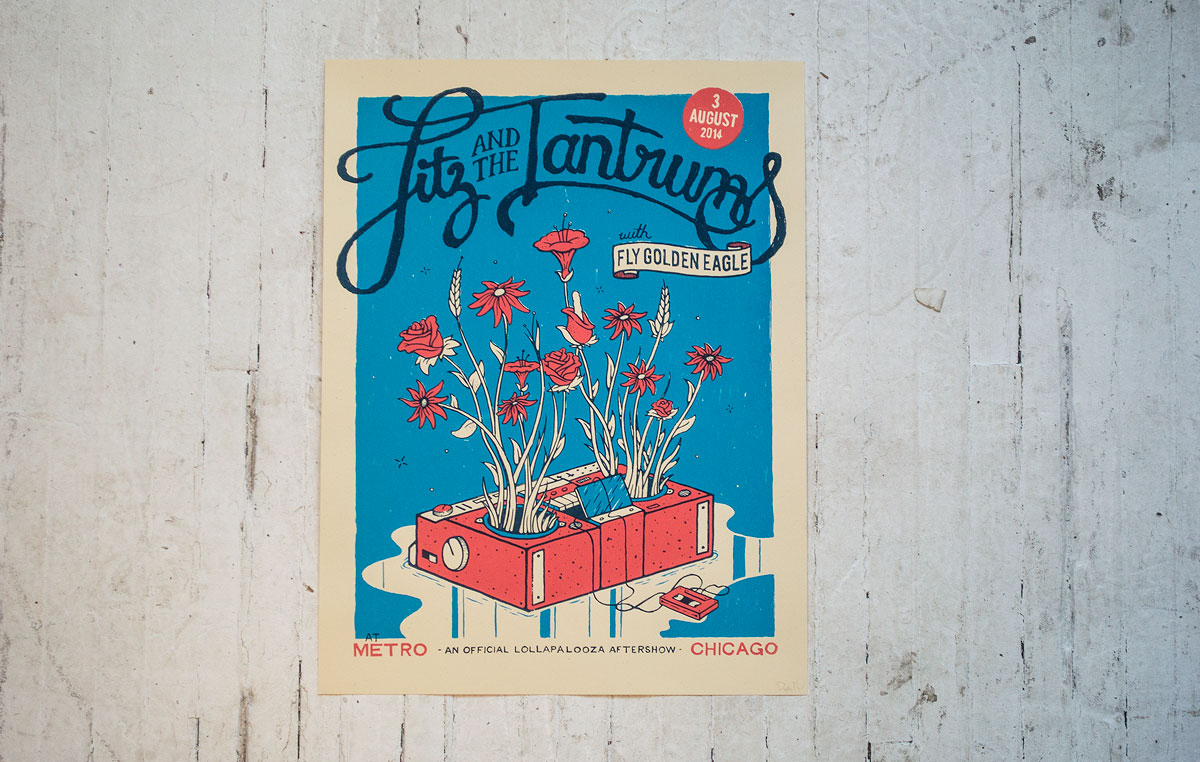 Fitz AND THE Tantrums
3
AUGUST
2014
with
FLY GOLDEN EAGLE
AT
METRO - AN OFFICIAL LOLLAPALOOZA AFTERSHOW - CHICAGO